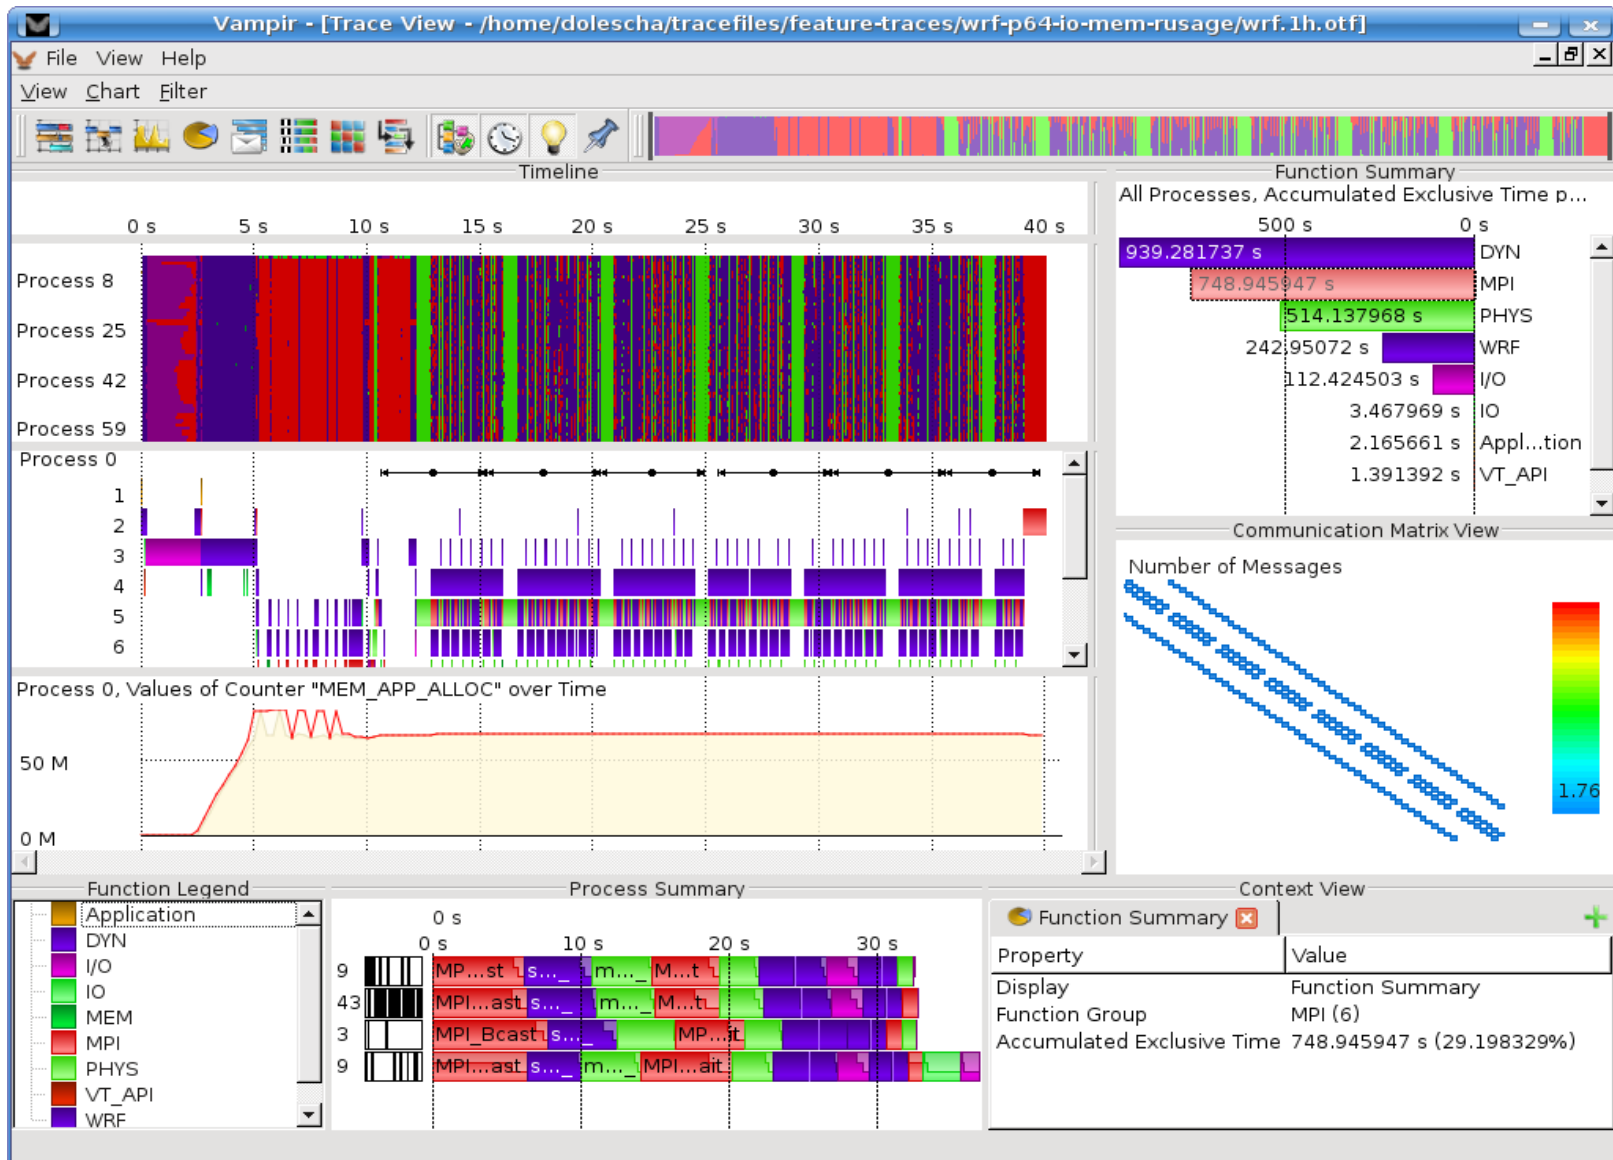 Vampir - [Trace View - /home/dolescha/tracefiles/feature-traces/wrf-p64-io-mem-rusage/wrf.1h.otf]
File View Help
View Chart Filter
Timeline
0 s 5 s 10 s 15 s 20 s 25 s 30 s 35 s 40 s
Process 8
Process 25
Process 42
Process 59
Process 0
1
2
3
4
5
6
Process 0, Values of Counter "MEM_APP_ALLOC" over Time
50 M
0 M
Function Summary
All Processes, Accumulated Exclusive Time p...
500 s 0 s
939.281737 s DYN
748.945947 s MPI
514.137968 s PHYS
242.95072 s WRF
112.424503 s I/O
3.467969 s IO
2.165661 s Appl...tion
1.391392 s VT_API
Communication Matrix View
Number of Messages
1.76
Function Legend
Application
DYN
I/O
IO
MEM
MPI
PHYS
VT_API
WRF
Process Summary
0 s
0 s 10 s 20 s 30 s
9 MP...st s..._ m..._ M...t
43 MPI...ast s..._ m..._ M...t
3 MPI_Bcast s..._ MP...it
9 MPI...ast s..._ m..._ MPI...ait
Context View
Function Summary
Property Value
Display Function Summary
Function Group MPI (6)
Accumulated Exclusive Time 748.945947 s (29.198329%)